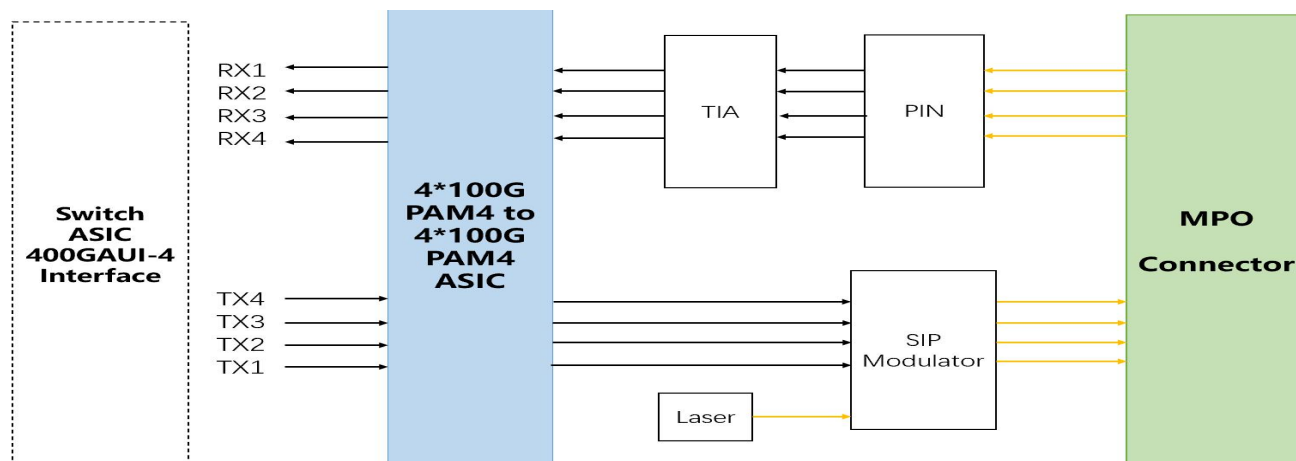 RX1
RX2
RX3
RX4
Switch
ASIC
400GAUI-4
Interface
TX4
TX3
TX2
TX1
4*100G
PAM4 to
4*100G
PAM4
ASIC
TIA
PIN
SIP
Modulator
Laser
MPO
Connector